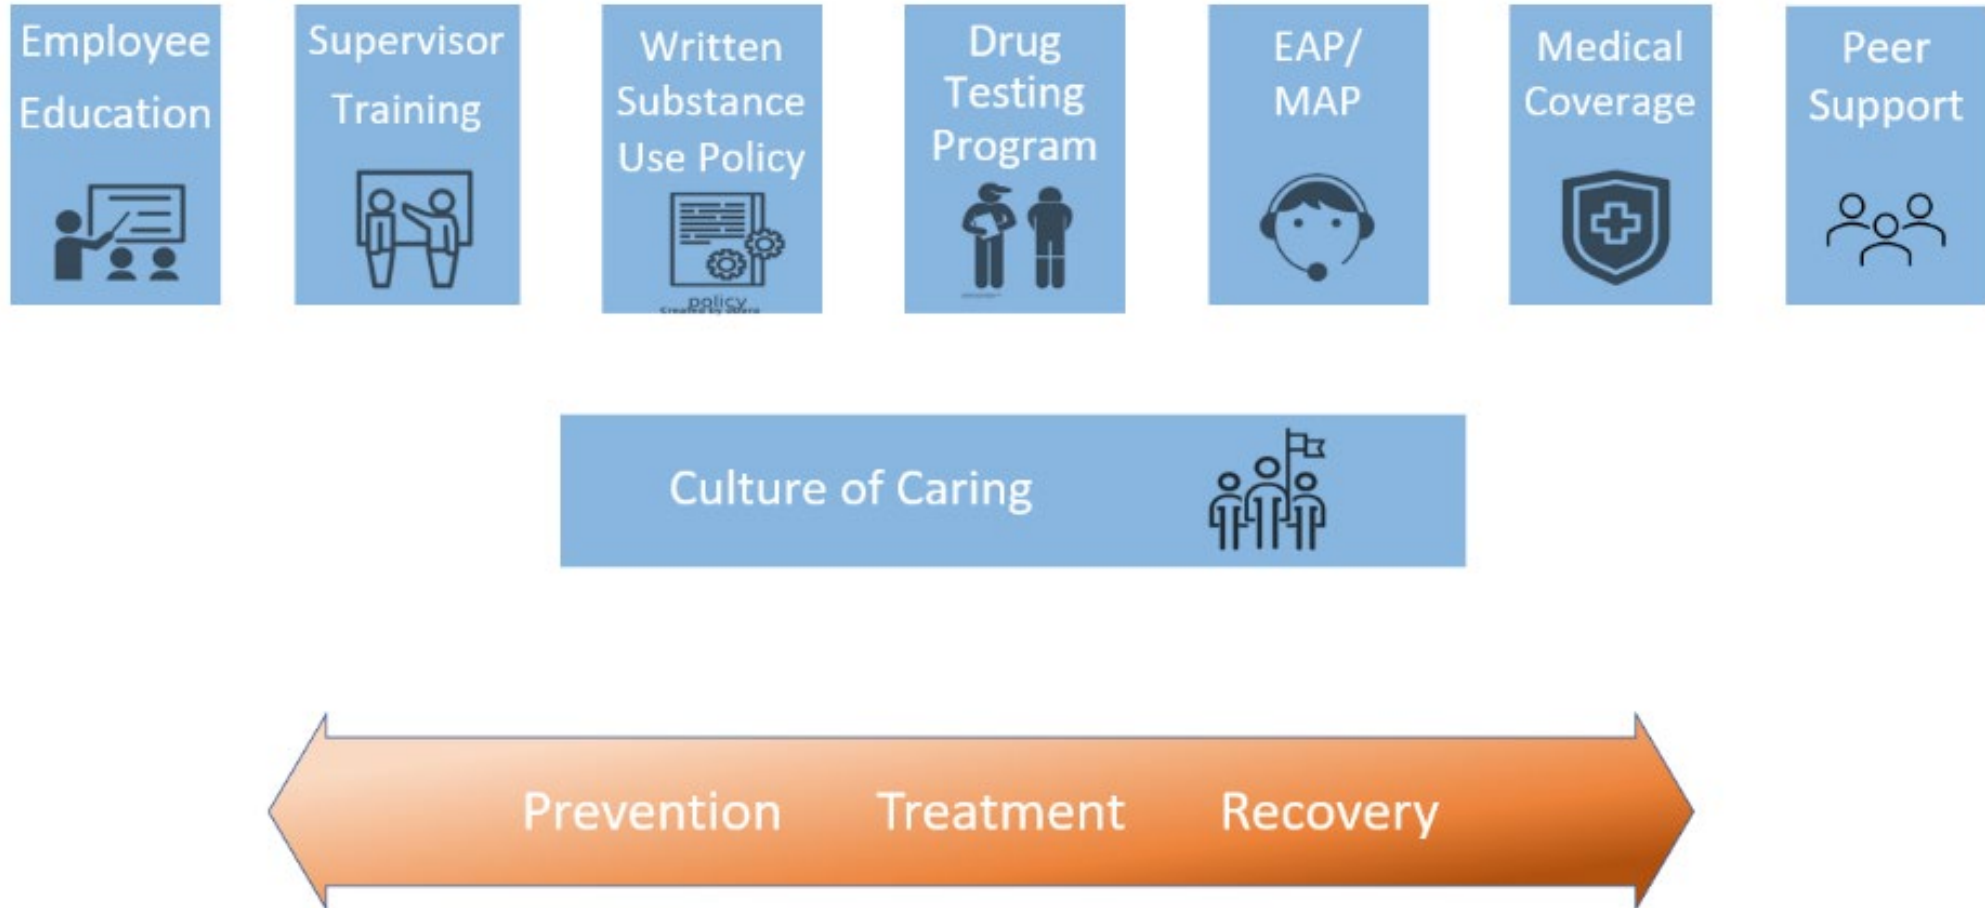 Employee
Education
Supervisor
Training
Written
Substance
Use Policy
policy
Drug
Testing
Program
EAP/
MAP
Medical
Coverage
Peer
Support
Culture of Caring
Prevention Treatment Recovery